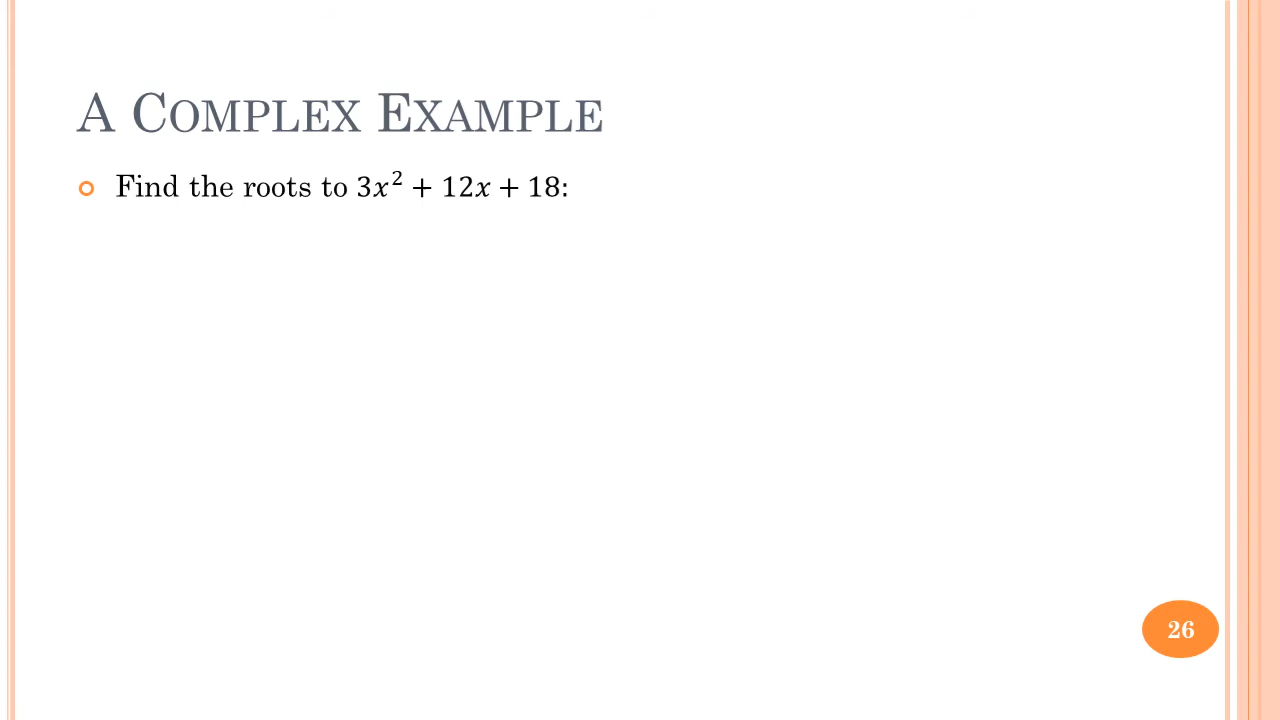 A COMPLEX EXAMPLE
Find the roots to 3x² + 12x + 18:
26